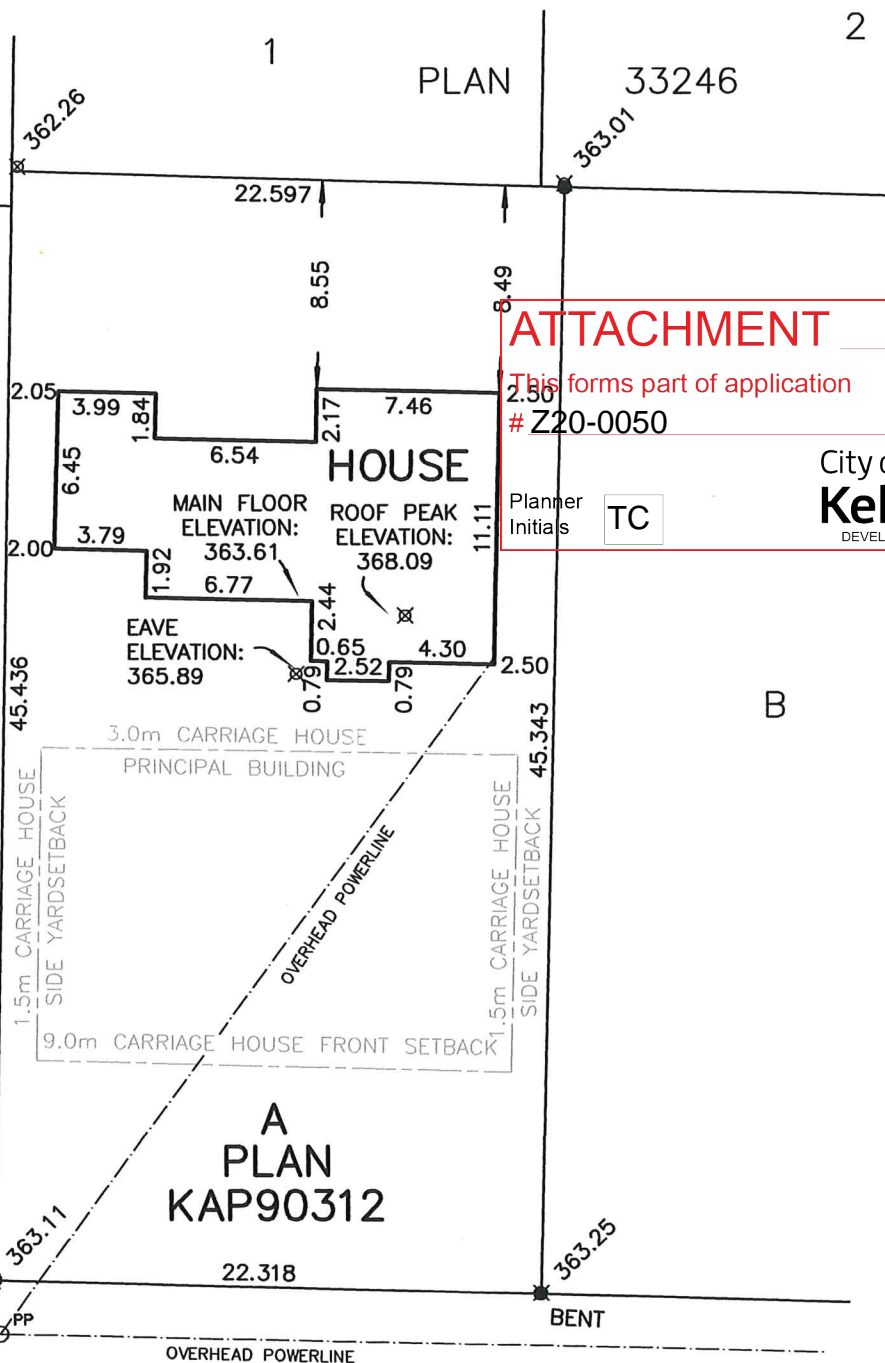 1
2
PLAN 33246
362.26
363.01
22.597
8.55
8.49
ATTACHMENT
This forms part of application
# Z20-0050
City o
Kel
DEVEL
Planner
Initials
TC
2.05
3.99
1.84
6.54
2.17
7.46
2.50
HOUSE
6.45
MAIN FLOOR
ELEVATION:
363.61
ROOF PEAK
ELEVATION:
368.09
11.11
2.00
3.79
1.92
6.77
2.44
EAVE
ELEVATION:
365.89
0.65
2.52
4.30
0.79
0.79
2.50
45.436
45.343
B
3.0m CARRIAGE HOUSE
PRINCIPAL BUILDING
1.5m CARRIAGE HOUSE
SIDE YARDSETBACK
OVERHEAD POWERLINE
1.5m CARRIAGE HOUSE
SIDE YARDSETBACK
9.0m CARRIAGE HOUSE FRONT SETBACK
A
PLAN
KAP90312
363.11
363.25
22.318
PP
BENT
OVERHEAD POWERLINE